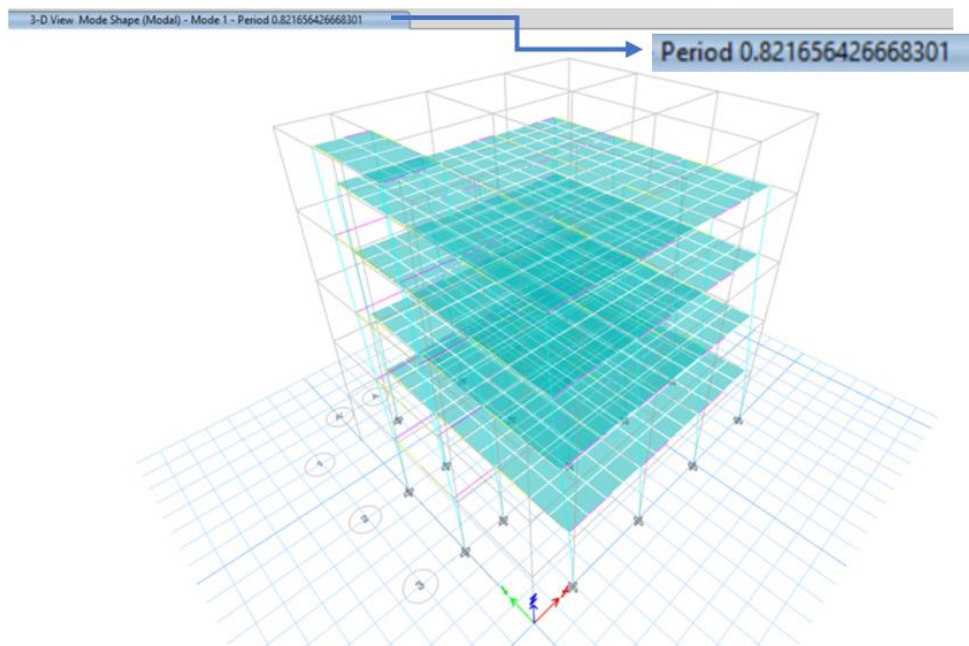 3-D View Mode Shape (Modal) - Mode 1 - Period 0.821656426668301
Period 0.821656426668301